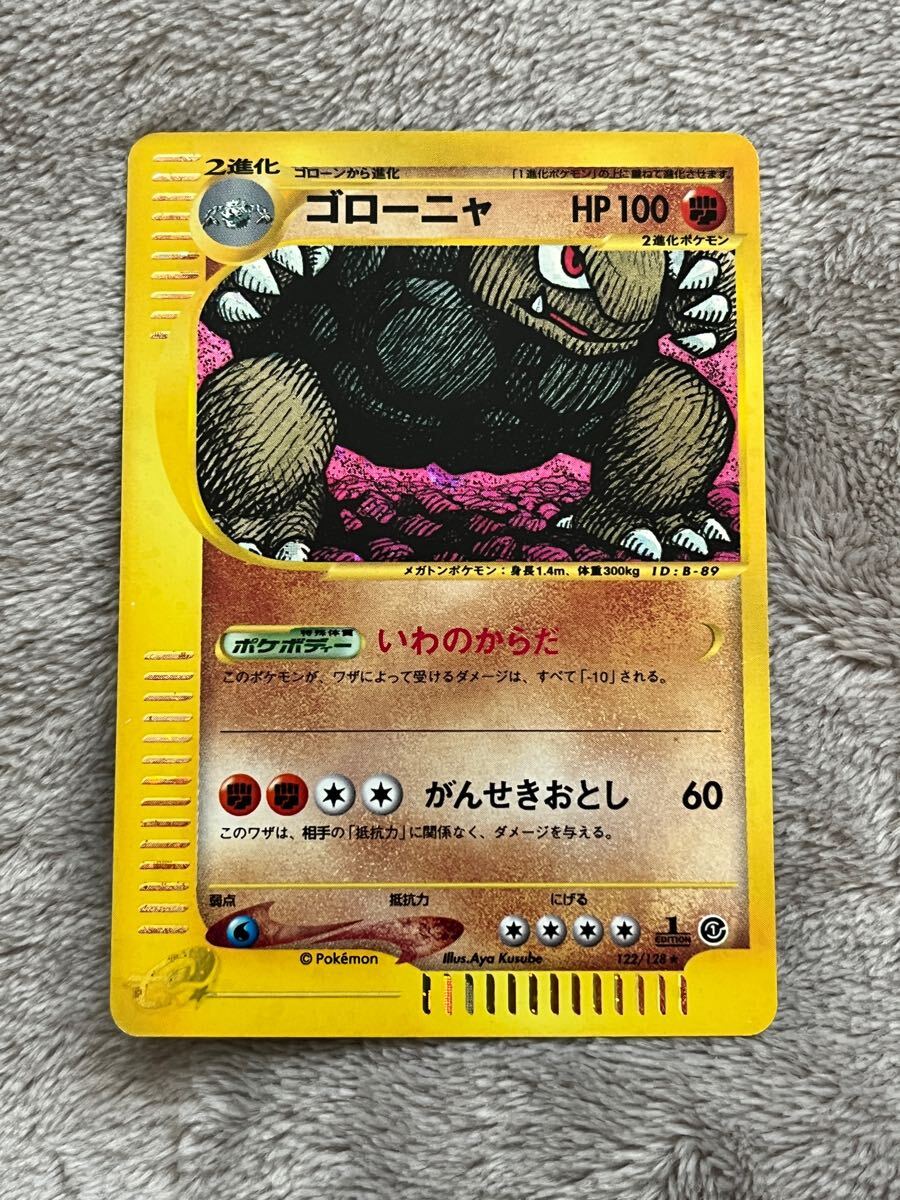 2進化
ゴローンから進化
「1進化ポケモン」の上に重ねて進化させます。
ゴローニャ HP 100
2進化ポケモン
メガトンポケモン：身長1.4m、体重300kg ID:B-89
特殊体質
ポケボディー いわのからだ
このポケモンが、ワザによって受けるダメージは、すべて「-10」される。
がんせきおとし 60
このワザは、相手の「抵抗力」に関係なく、ダメージを与える。
弱点 抵抗力 にげる
1 EDITION
© Pokémon Illus.Aya Kusube 122/128 ★